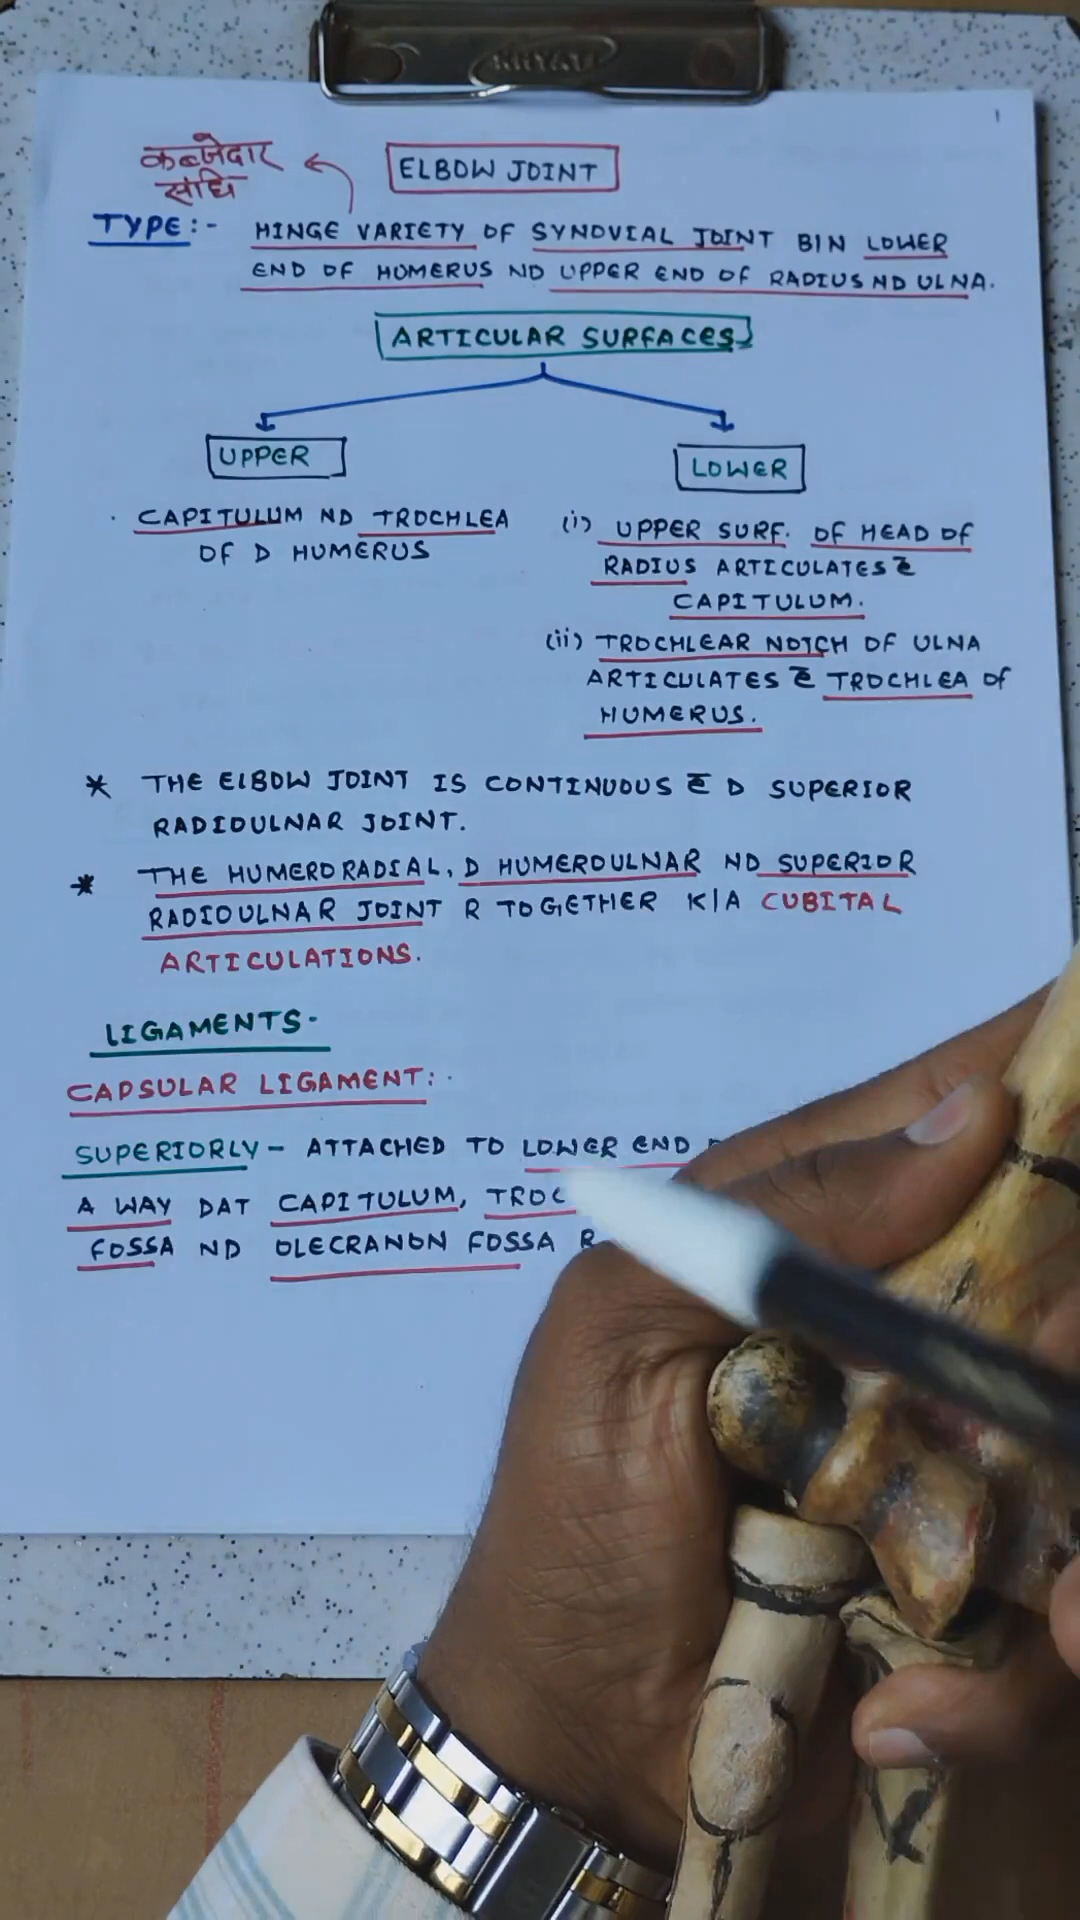 KHYATI
1
कब्जेदार
संधि
ELBOW JOINT
TYPE:- HINGE VARIETY OF SYNOVIAL JOINT B/N LOWER
END OF HUMERUS ND UPPER END OF RADIUS ND ULNA.
ARTICULAR SURFACES
UPPER
LOWER
CAPITULUM ND TROCHLEA
OF D HUMERUS
(i) UPPER SURF. OF HEAD OF
RADIUS ARTICULATES c̄
CAPITULUM.
(ii) TROCHLEAR NOTCH OF ULNA
ARTICULATES c̄ TROCHLEA OF
HUMERUS.
* THE ELBOW JOINT IS CONTINUOUS c̄ D SUPERIOR
RADIOULNAR JOINT.
* THE HUMERORADIAL, D HUMEROULNAR ND SUPERIOR
RADIOULNAR JOINT R TOGETHER K/A CUBITAL
ARTICULATIONS.
LIGAMENTS-
CAPSULAR LIGAMENT:-
SUPERIORLY - ATTACHED TO LOWER END
A WAY DAT CAPITULUM, TROC
FOSSA ND OLECRANON FOSSA R